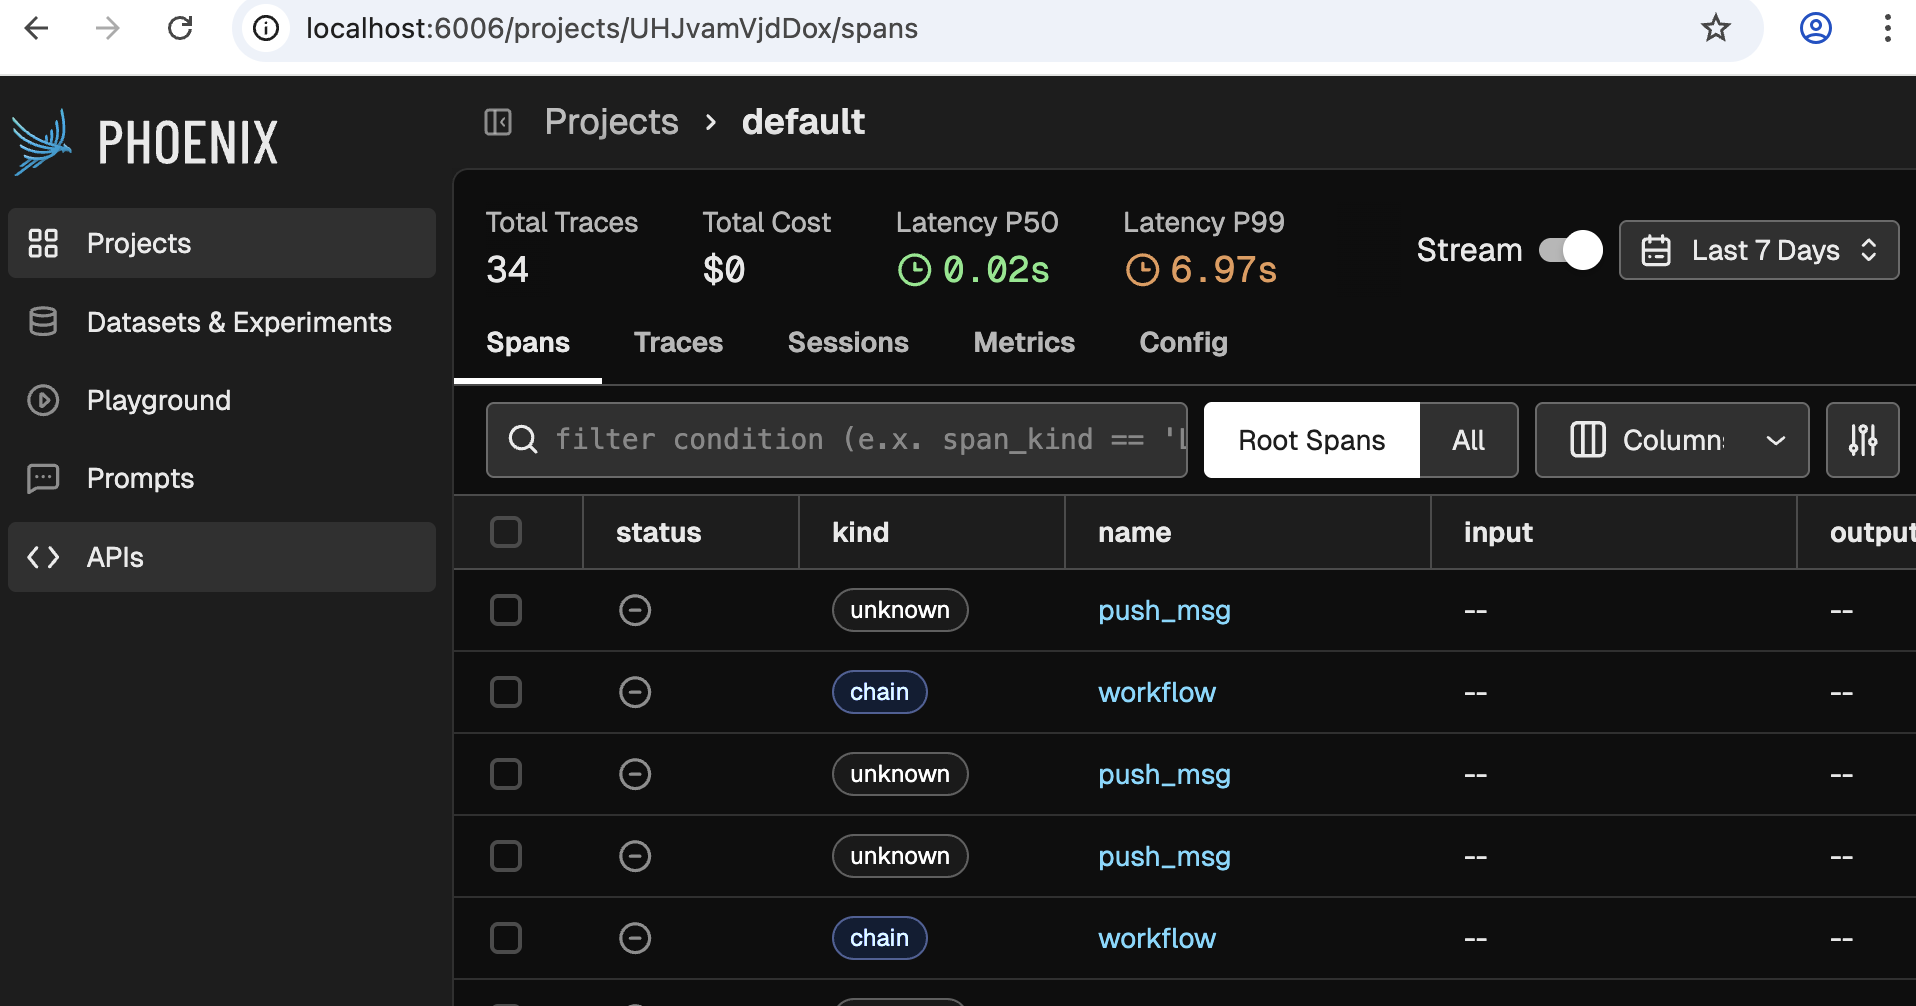 localhost:6006/projects/UHJvamVjdDox/spans
PHOENIX
Projects
Datasets & Experiments
Playground
Prompts
APIs
Projects › default
Total Traces
34
Total Cost
$0
Latency P50
0.02s
Latency P99
6.97s
Stream
Last 7 Days
Spans Traces Sessions Metrics Config
filter condition (e.x. span_kind == 'L
Root Spans All Column
status kind name input output
unknown push_msg -- --
chain workflow -- --
unknown push_msg -- --
unknown push_msg -- --
chain workflow -- --